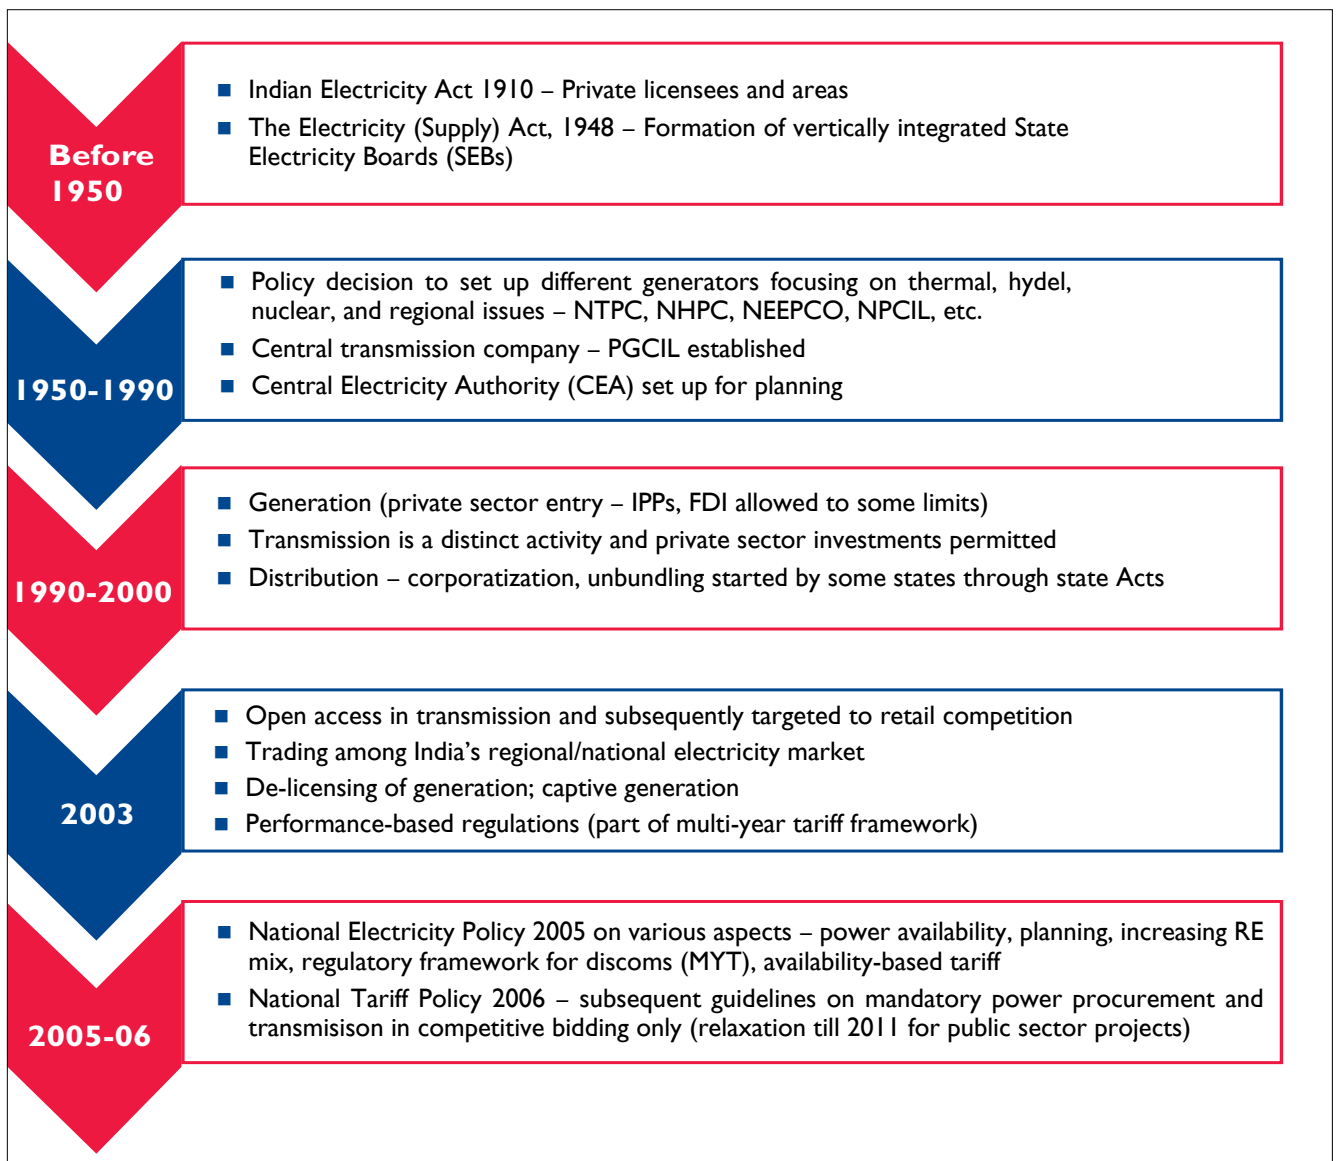 Before
1950
■ Indian Electricity Act 1910 – Private licensees and areas
■ The Electricity (Supply) Act, 1948 – Formation of vertically integrated State
Electricity Boards (SEBs)
1950-1990
■ Policy decision to set up different generators focusing on thermal, hydel,
nuclear, and regional issues – NTPC, NHPC, NEEPCO, NPCIL, etc.
■ Central transmission company – PGCIL established
■ Central Electricity Authority (CEA) set up for planning
1990-2000
■ Generation (private sector entry – IPPs, FDI allowed to some limits)
■ Transmission is a distinct activity and private sector investments permitted
■ Distribution – corporatization, unbundling started by some states through state Acts
2003
■ Open access in transmission and subsequently targeted to retail competition
■ Trading among India's regional/national electricity market
■ De-licensing of generation; captive generation
■ Performance-based regulations (part of multi-year tariff framework)
2005-06
■ National Electricity Policy 2005 on various aspects – power availability, planning, increasing RE
mix, regulatory framework for discoms (MYT), availability-based tariff
■ National Tariff Policy 2006 – subsequent guidelines on mandatory power procurement and
transmisison in competitive bidding only (relaxation till 2011 for public sector projects)